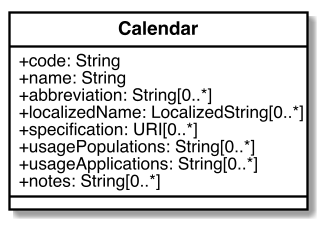 Calendar
+code: String
+name: String
+abbreviation: String[0..*]
+localizedName: LocalizedString[0..*]
+specification: URI[0..*]
+usagePopulations: String[0..*]
+usageApplications: String[0..*]
+notes: String[0..*]